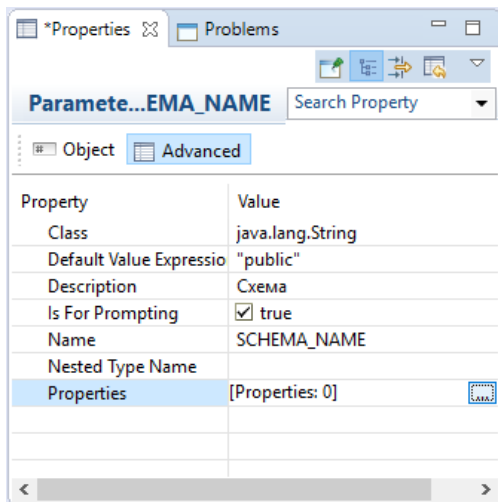 *Properties
Problems
Paramete...EMA_NAME
Search Property
Object
Advanced
Property Value
Class java.lang.String
Default Value Expressio "public"
Description Схема
Is For Prompting true
Name SCHEMA_NAME
Nested Type Name
Properties [Properties: 0] ...